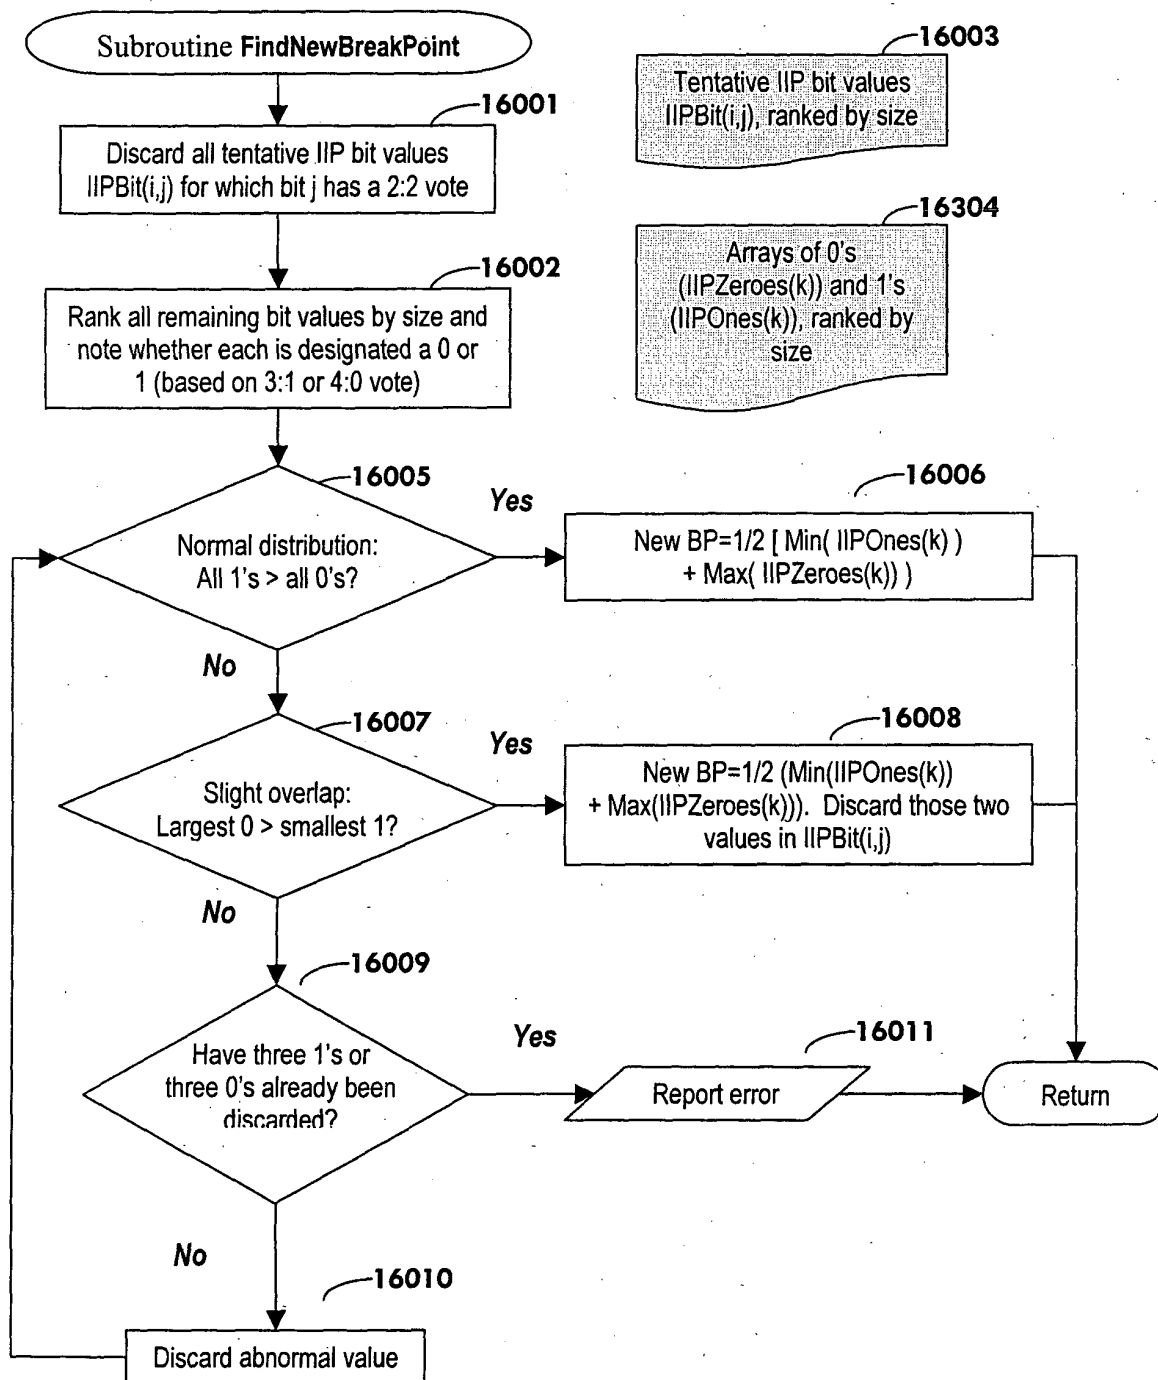 Subroutine FindNewBreakPoint
16001
Discard all tentative IIP bit values
IIPBit(i,j) for which bit j has a 2:2 vote
16002
Rank all remaining bit values by size and
note whether each is designated a 0 or
1 (based on 3:1 or 4:0 vote)
16003
Tentative IIP bit values
IIPBit(i,j), ranked by size
16304
Arrays of 0's
(IIPZeroes(k)) and 1's
(IIPOnes(k)), ranked by
size
16005
Normal distribution:
All 1's > all 0's?
Yes
16006
New BP=1/2 [ Min( IIPOnes(k) )
+ Max( IIPZeroes(k)) )
No
16007
Slight overlap:
Largest 0 > smallest 1?
Yes
16008
New BP=1/2 (Min(IIPOnes(k))
+ Max(IIPZeroes(k))). Discard those two
values in IIPBit(i,j)
No
16009
Have three 1's or
three 0's already been
discarded?
Yes
16011
Report error
Return
No
16010
Discard abnormal value